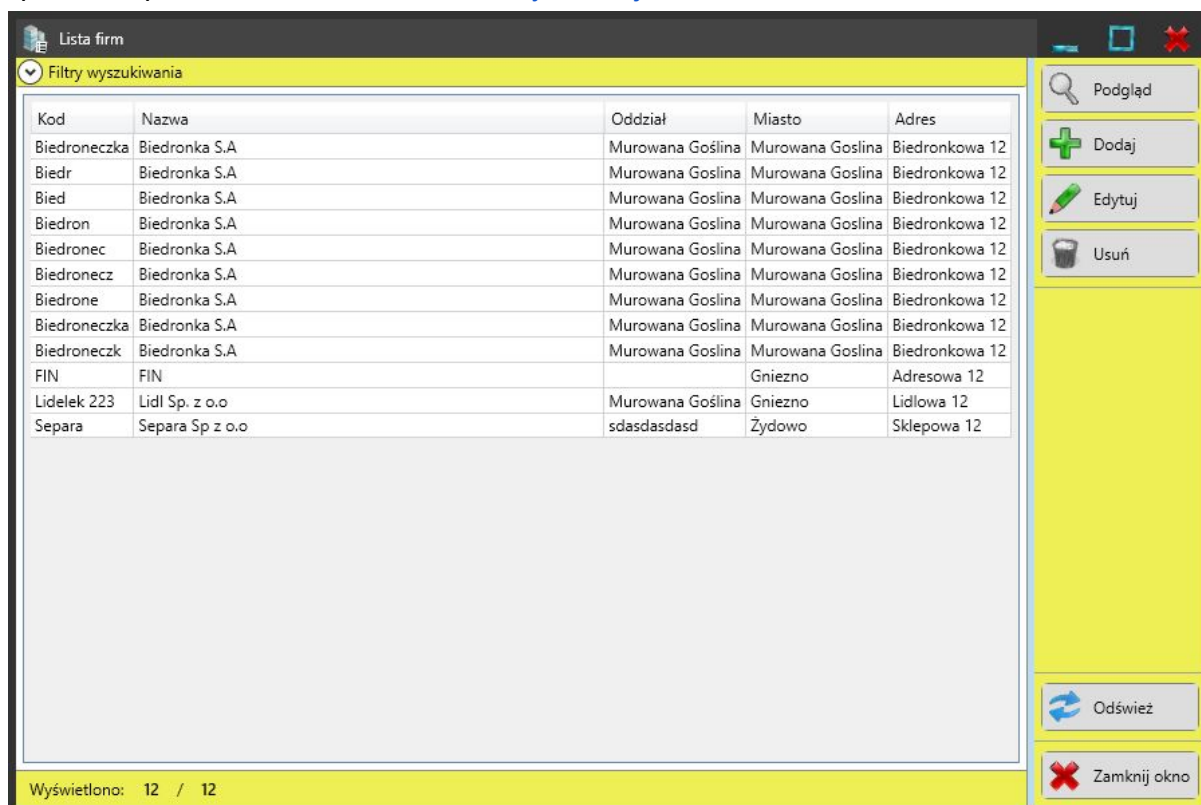 Lista firm
Filtry wyszukiwania
Kod Nazwa Oddział Miasto Adres
Biedroneczka Biedronka S.A Murowana Goślina Murowana Goslina Biedronkowa 12
Biedr Biedronka S.A Murowana Goslina Murowana Goslina Biedronkowa 12
Bied Biedronka S.A Murowana Goslina Murowana Goslina Biedronkowa 12
Biedron Biedronka S.A Murowana Goslina Murowana Goslina Biedronkowa 12
Biedronec Biedronka S.A Murowana Goslina Murowana Goslina Biedronkowa 12
Biedronecz Biedronka S.A Murowana Goslina Murowana Goslina Biedronkowa 12
Biedrone Biedronka S.A Murowana Goslina Murowana Goslina Biedronkowa 12
Biedroneczka Biedronka S.A Murowana Goslina Murowana Goslina Biedronkowa 12
Biedroneczk Biedronka S.A Murowana Goslina Murowana Goslina Biedronkowa 12
FIN FIN Gniezno Adresowa 12
Lidelek 223 Lidl Sp. z o.o Murowana Goślina Gniezno Lidlowa 12
Separa Separa Sp z o.o sdasdasdasd Żydowo Sklepowa 12
Wyświetlono: 12 / 12
Podgląd
Dodaj
Edytuj
Usuń
Odśwież
Zamknij okno